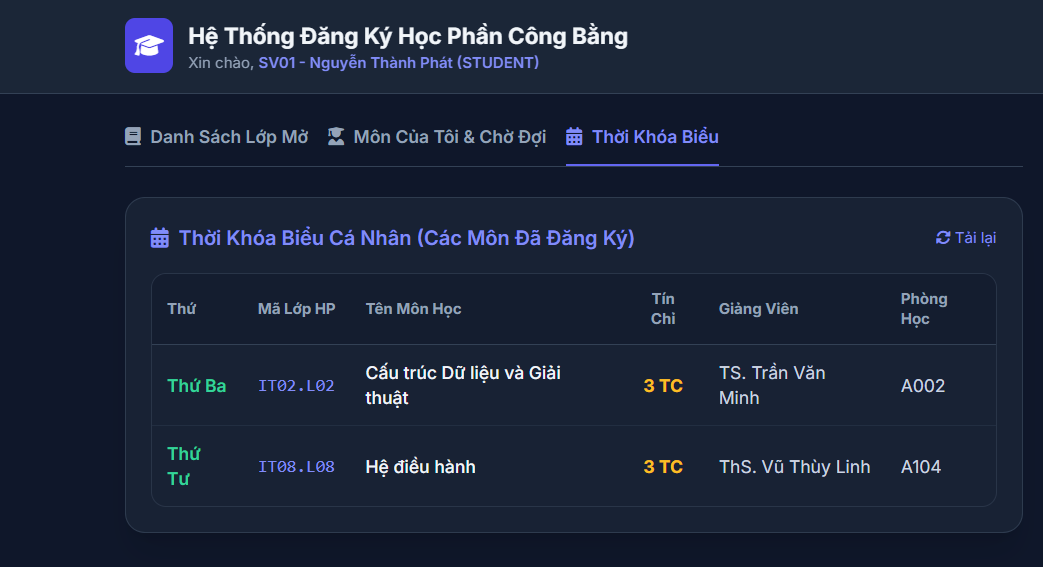 Hệ Thống Đăng Ký Học Phần Công Bằng
Xin chào, SV01 - Nguyễn Thành Phát (STUDENT)
Danh Sách Lớp Mở Môn Của Tôi & Chờ Đợi Thời Khóa Biểu
Thời Khóa Biểu Cá Nhân (Các Môn Đã Đăng Ký) Tải lại
Thứ Mã Lớp HP Tên Môn Học Tín Chỉ Giảng Viên Phòng Học
Thứ Ba IT02.L02 Cấu trúc Dữ liệu và Giải thuật 3 TC TS. Trần Văn Minh A002
Thứ Tư IT08.L08 Hệ điều hành 3 TC ThS. Vũ Thùy Linh A104